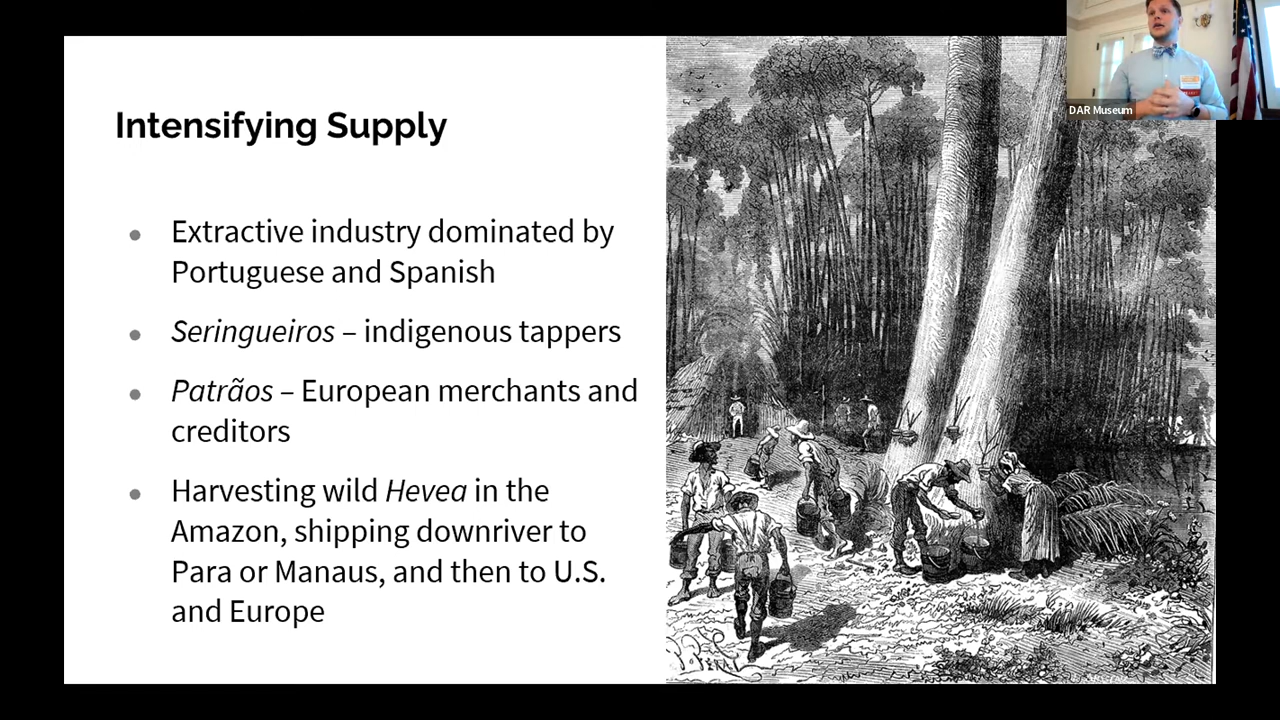 Intensifying Supply
● Extractive industry dominated by
Portuguese and Spanish
● Seringueiros – indigenous tappers
● Patrãos – European merchants and
creditors
● Harvesting wild Hevea in the
Amazon, shipping downriver to
Para or Manaus, and then to U.S.
and Europe
DAR Museum